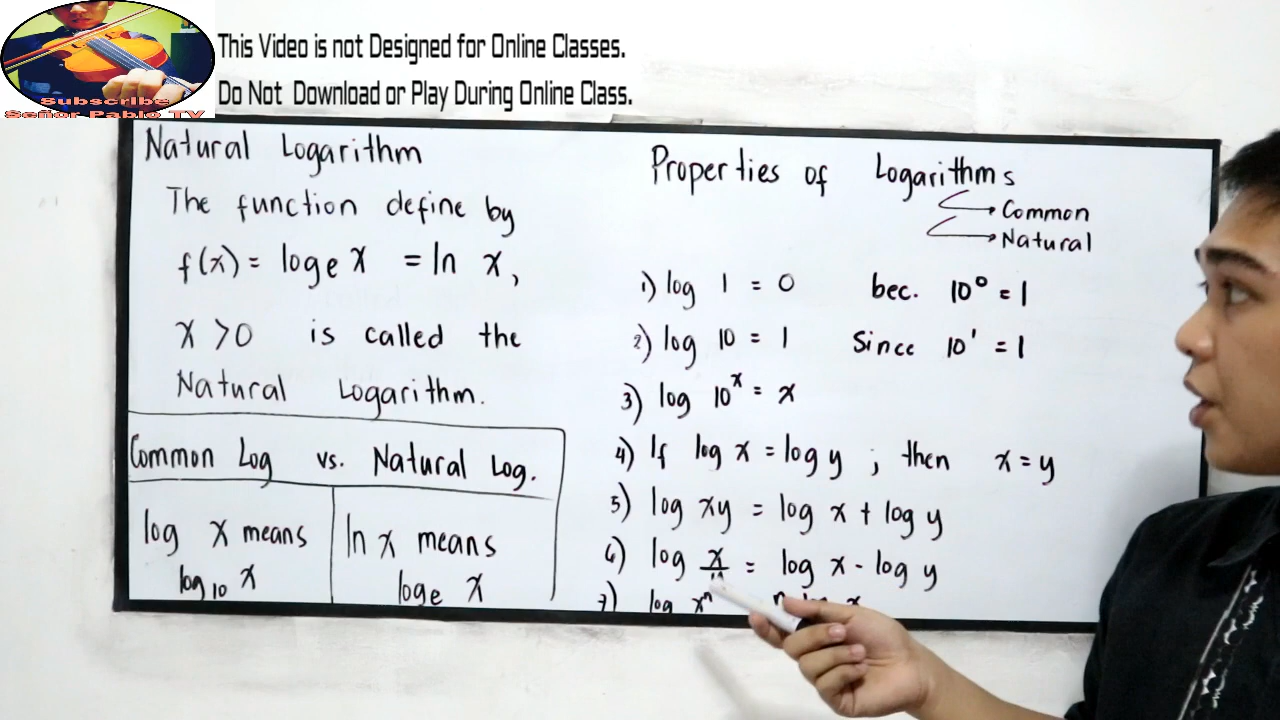 This Video is not Designed for Online Classes.
Do Not Download or Play During Online Class.
Subscribe
Señor Pablo TV
Natural Logarithm
The function define by
f(x) = loge x = ln x,
x > 0 is called the
Natural Logarithm.
Common Log vs. Natural Log.
log x means
log10 x
ln x means
loge x
Properties of Logarithms
→ Common
→ Natural
1) log 1 = 0 bec. 10⁰ = 1
2) log 10 = 1 Since 10¹ = 1
3) log 10ˣ = x
4) If log x = log y ; then x = y
5) log xy = log x + log y
6) log x/y = log x - log y
7) log xⁿ n log x